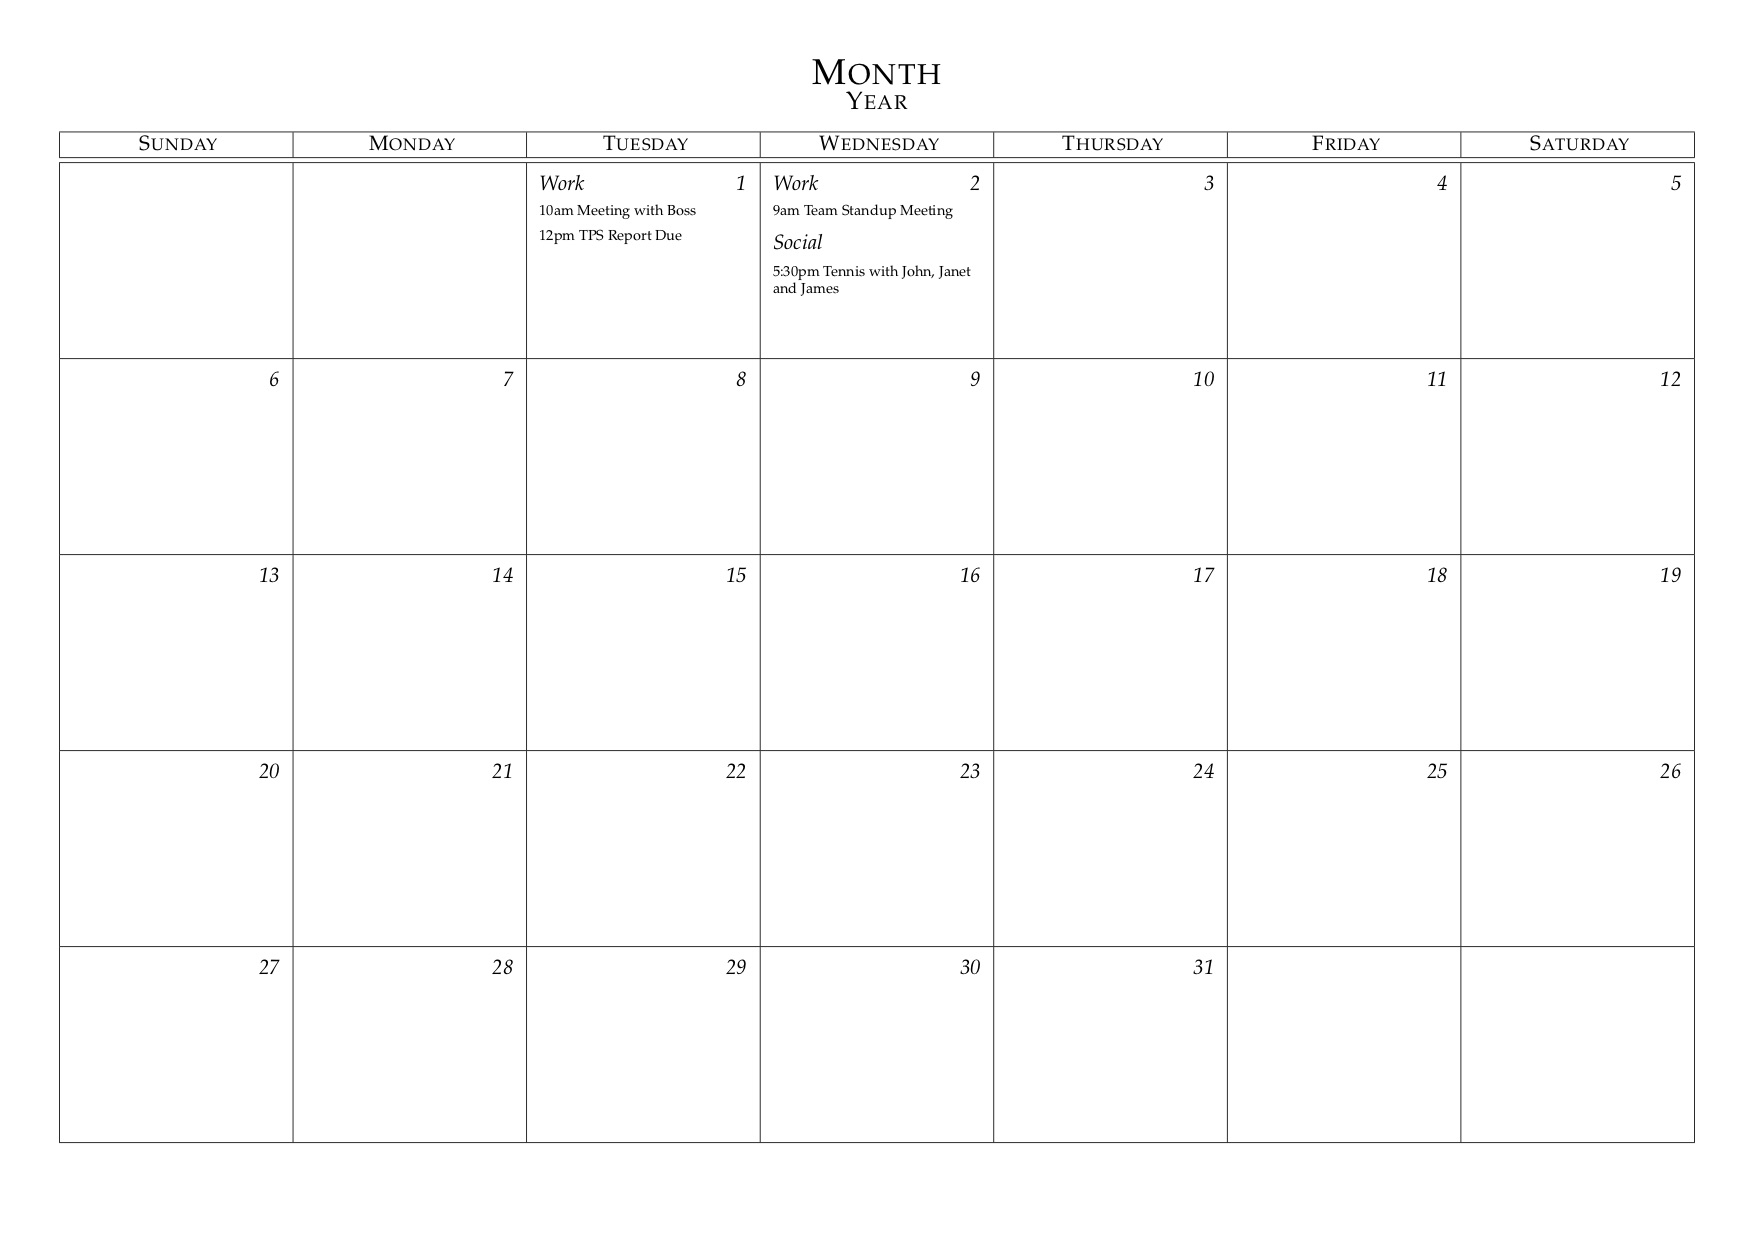 MONTH
YEAR
SUNDAY MONDAY TUESDAY WEDNESDAY THURSDAY FRIDAY SATURDAY
Work 1
10am Meeting with Boss
12pm TPS Report Due
Work 2
9am Team Standup Meeting
Social
5:30pm Tennis with John, Janet
and James
3 4 5
6 7 8 9 10 11 12
13 14 15 16 17 18 19
20 21 22 23 24 25 26
27 28 29 30 31